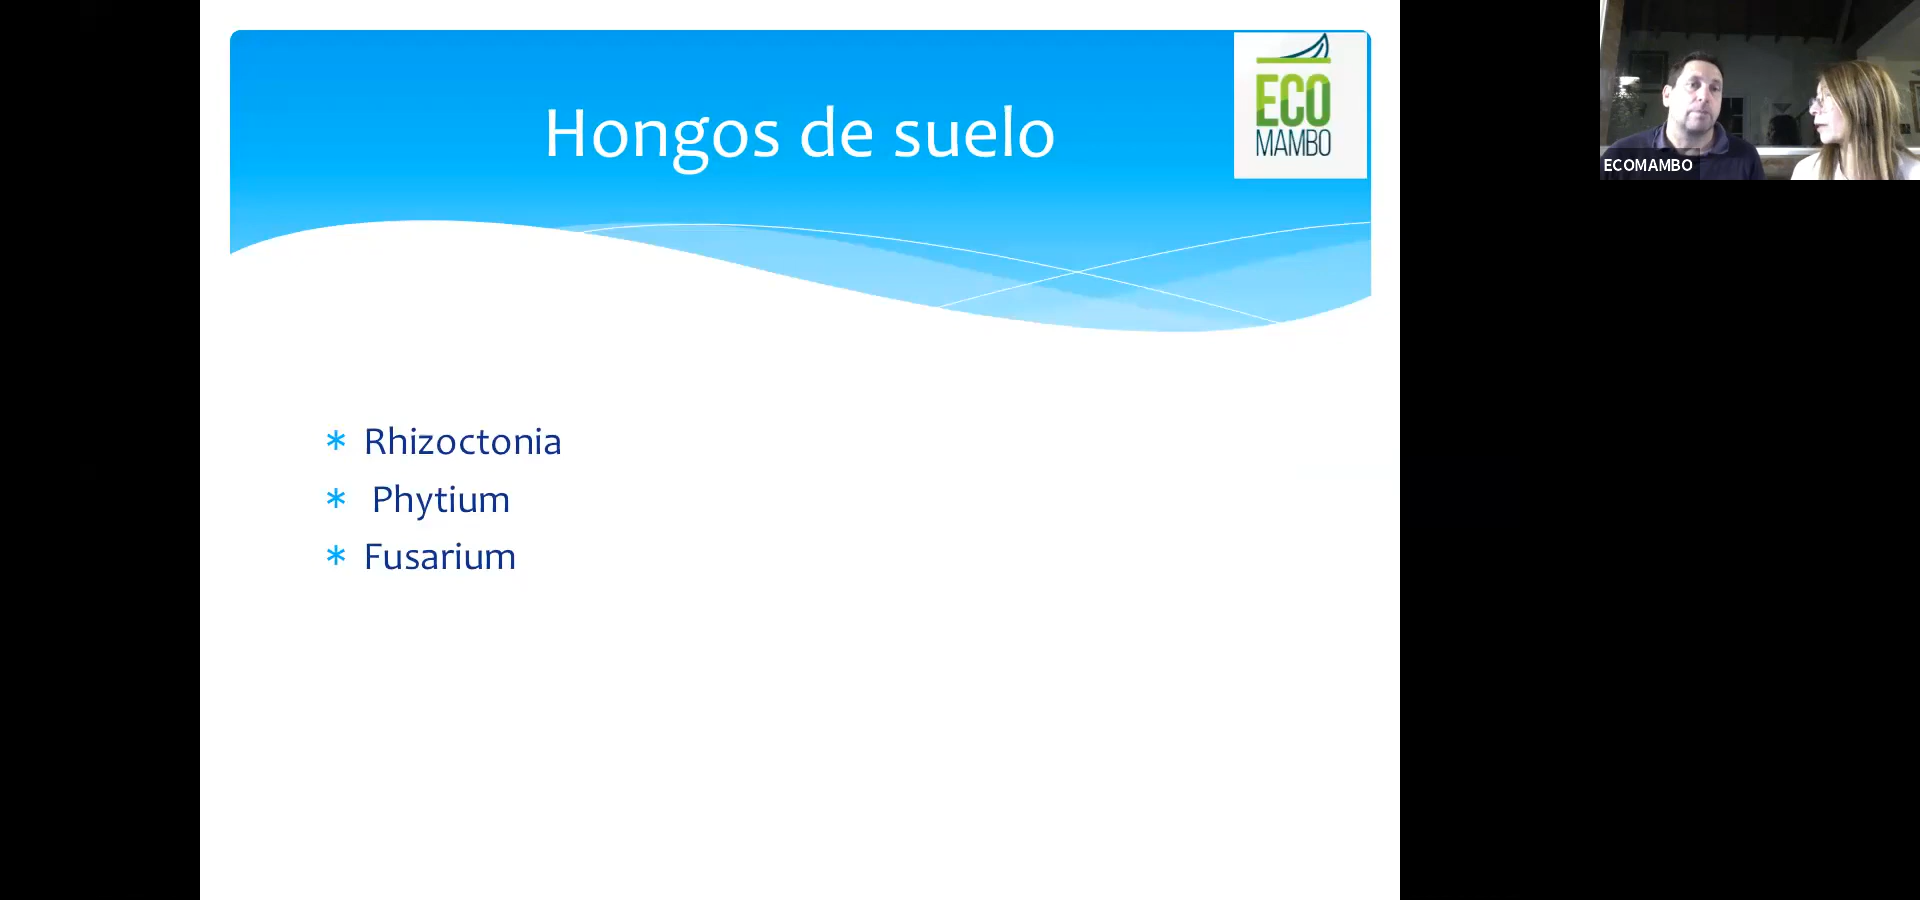 Hongos de suelo
ECO
MAMBO
ECOMAMBO
* Rhizoctonia
* Phytium
* Fusarium